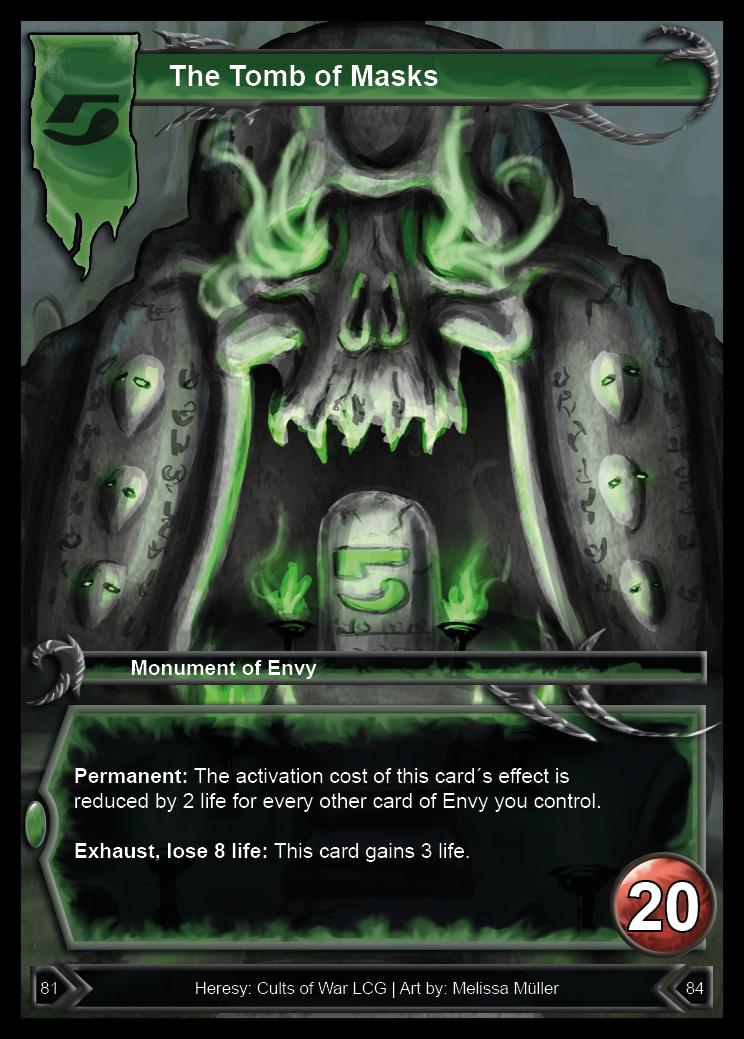 The Tomb of Masks
Monument of Envy
Permanent: The activation cost of this card´s effect is
reduced by 2 life for every other card of Envy you control.
Exhaust, lose 8 life: This card gains 3 life.
20
81
Heresy: Cults of War LCG | Art by: Melissa Müller
84